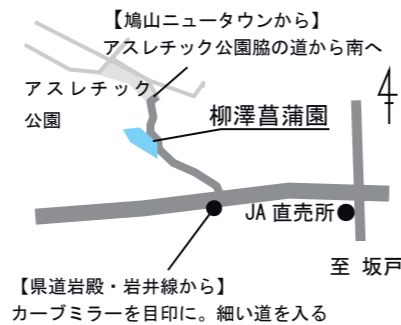 【鳩山ニュータウンから】
アスレチック公園脇の道から南へ
アスレチック
公園
柳澤菖蒲園
JA 直売所
至 坂戸
【県道岩殿・岩井線から】
カーブミラーを目印に。細い道を入る